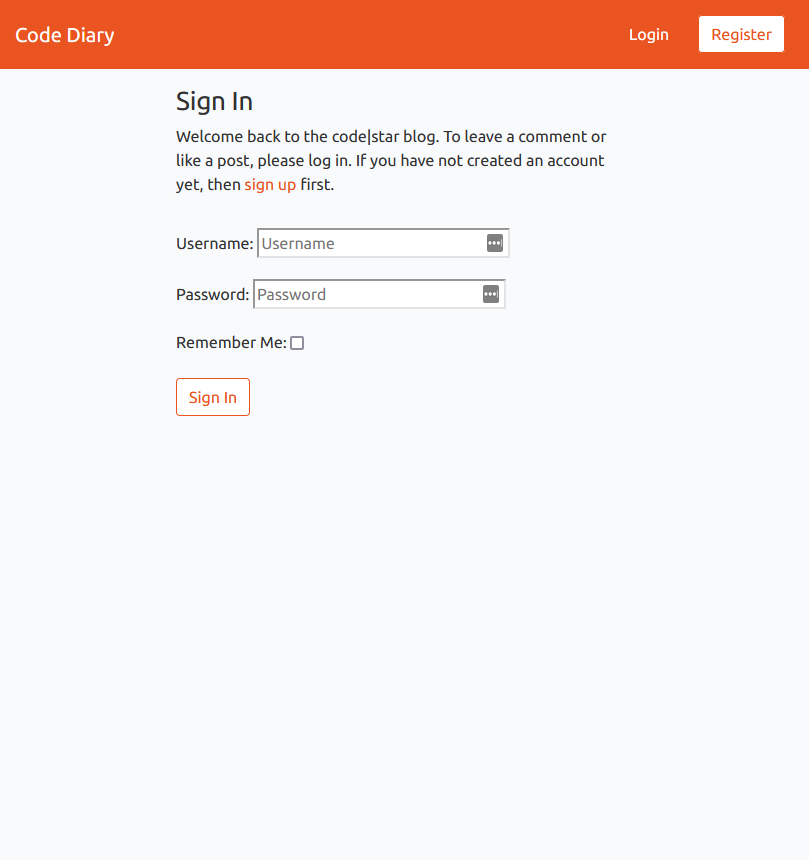 Code Diary Login Register
Sign In
Welcome back to the code|star blog. To leave a comment or
like a post, please log in. If you have not created an account
yet, then sign up first.
Username: Username
Password: Password
Remember Me:
Sign In